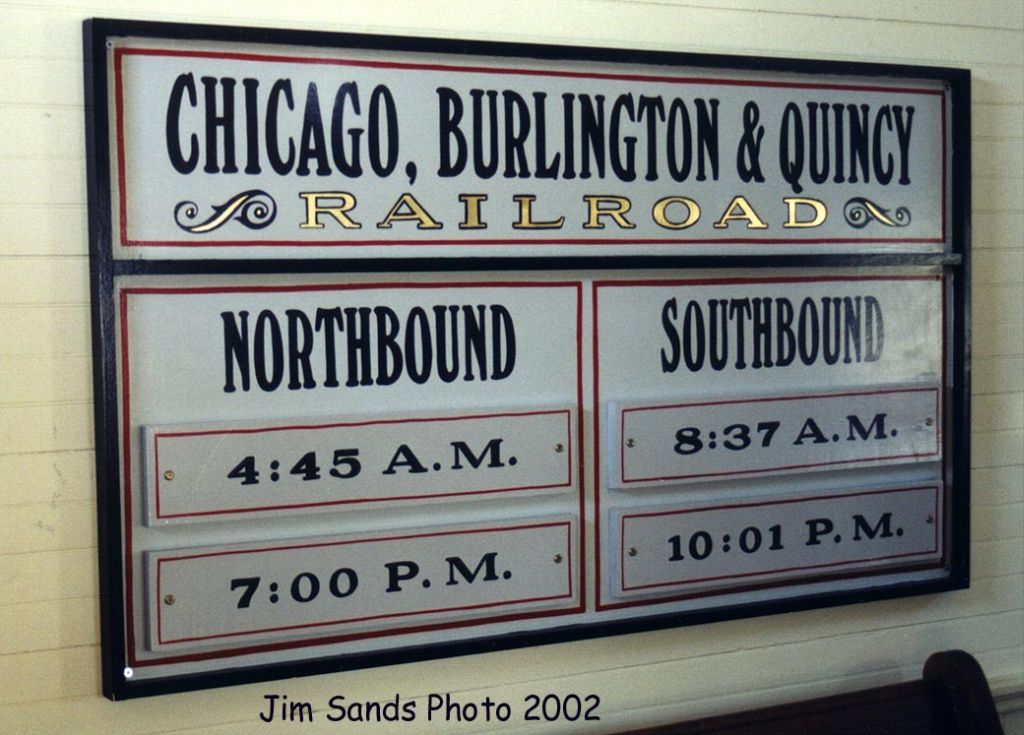 CHICAGO, BURLINGTON & QUINCY
RAILROAD
NORTHBOUND
4:45 A.M.
7:00 P.M.
SOUTHBOUND
8:37 A.M.
10:01 P.M.
Jim Sands Photo 2002